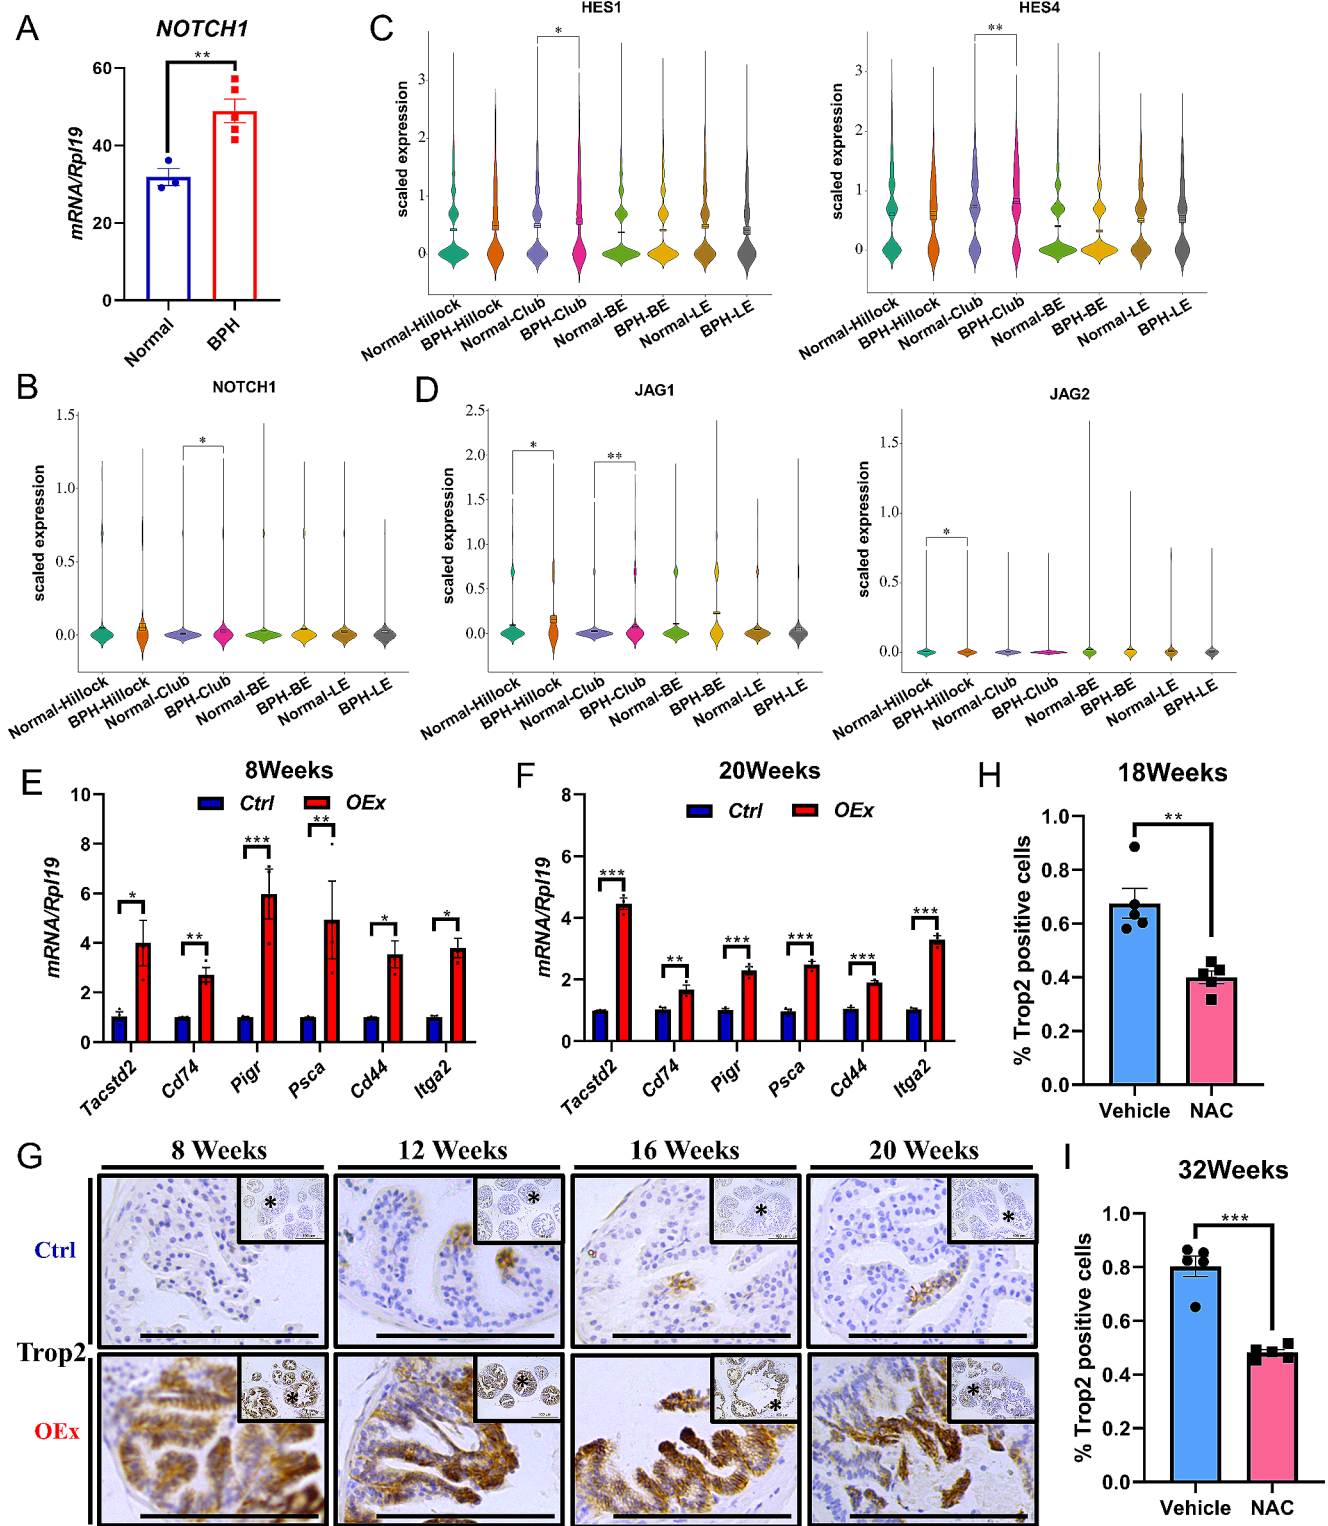 A
NOTCH1
**
60
40
20
0
mRNA/Rpl19
Normal
BPH
C
HES1
*
3
2
1
0
scaled expression
Normal-Hillock
BPH-Hillock
Normal-Club
BPH-Club
Normal-BE
BPH-BE
Normal-LE
BPH-LE
HES4
**
3
2
1
0
scaled expression
Normal-Hillock
BPH-Hillock
Normal-Club
BPH-Club
Normal-BE
BPH-BE
Normal-LE
BPH-LE
B
NOTCH1
*
1.5
1.0
0.5
0.0
scaled expression
Normal-Hillock
BPH-Hillock
Normal-Club
BPH-Club
Normal-BE
BPH-BE
Normal-LE
BPH-LE
D
JAG1
*
**
2.5
2.0
1.5
1.0
0.5
0.0
scaled expression
Normal-Hillock
BPH-Hillock
Normal-Club
BPH-Club
Normal-BE
BPH-BE
Normal-LE
BPH-LE
JAG2
*
1.0
0.5
0.0
scaled expression
Normal-Hillock
BPH-Hillock
Normal-Club
BPH-Club
Normal-BE
BPH-BE
Normal-LE
BPH-LE
E
8Weeks
Ctrl
OEx
10
8
6
4
2
0
mRNA/Rpl19
*
**
***
**
*
*
Tacstd2
Cd74
Pigr
Psca
Cd44
Itga2
F
20Weeks
Ctrl
OEx
8
6
4
2
0
mRNA/Rpl19
***
**
***
***
***
***
Tacstd2
Cd74
Pigr
Psca
Cd44
Itga2
H
18Weeks
**
1.0
0.8
0.6
0.4
0.2
0.0
% Trop2 positive cells
Vehicle
NAC
G
8 Weeks
12 Weeks
16 Weeks
20 Weeks
Ctrl
*
*
*
*
Trop2
OEx
*
*
*
*
I
32Weeks
***
1.0
0.8
0.6
0.4
0.2
0.0
% Trop2 positive cells
Vehicle
NAC